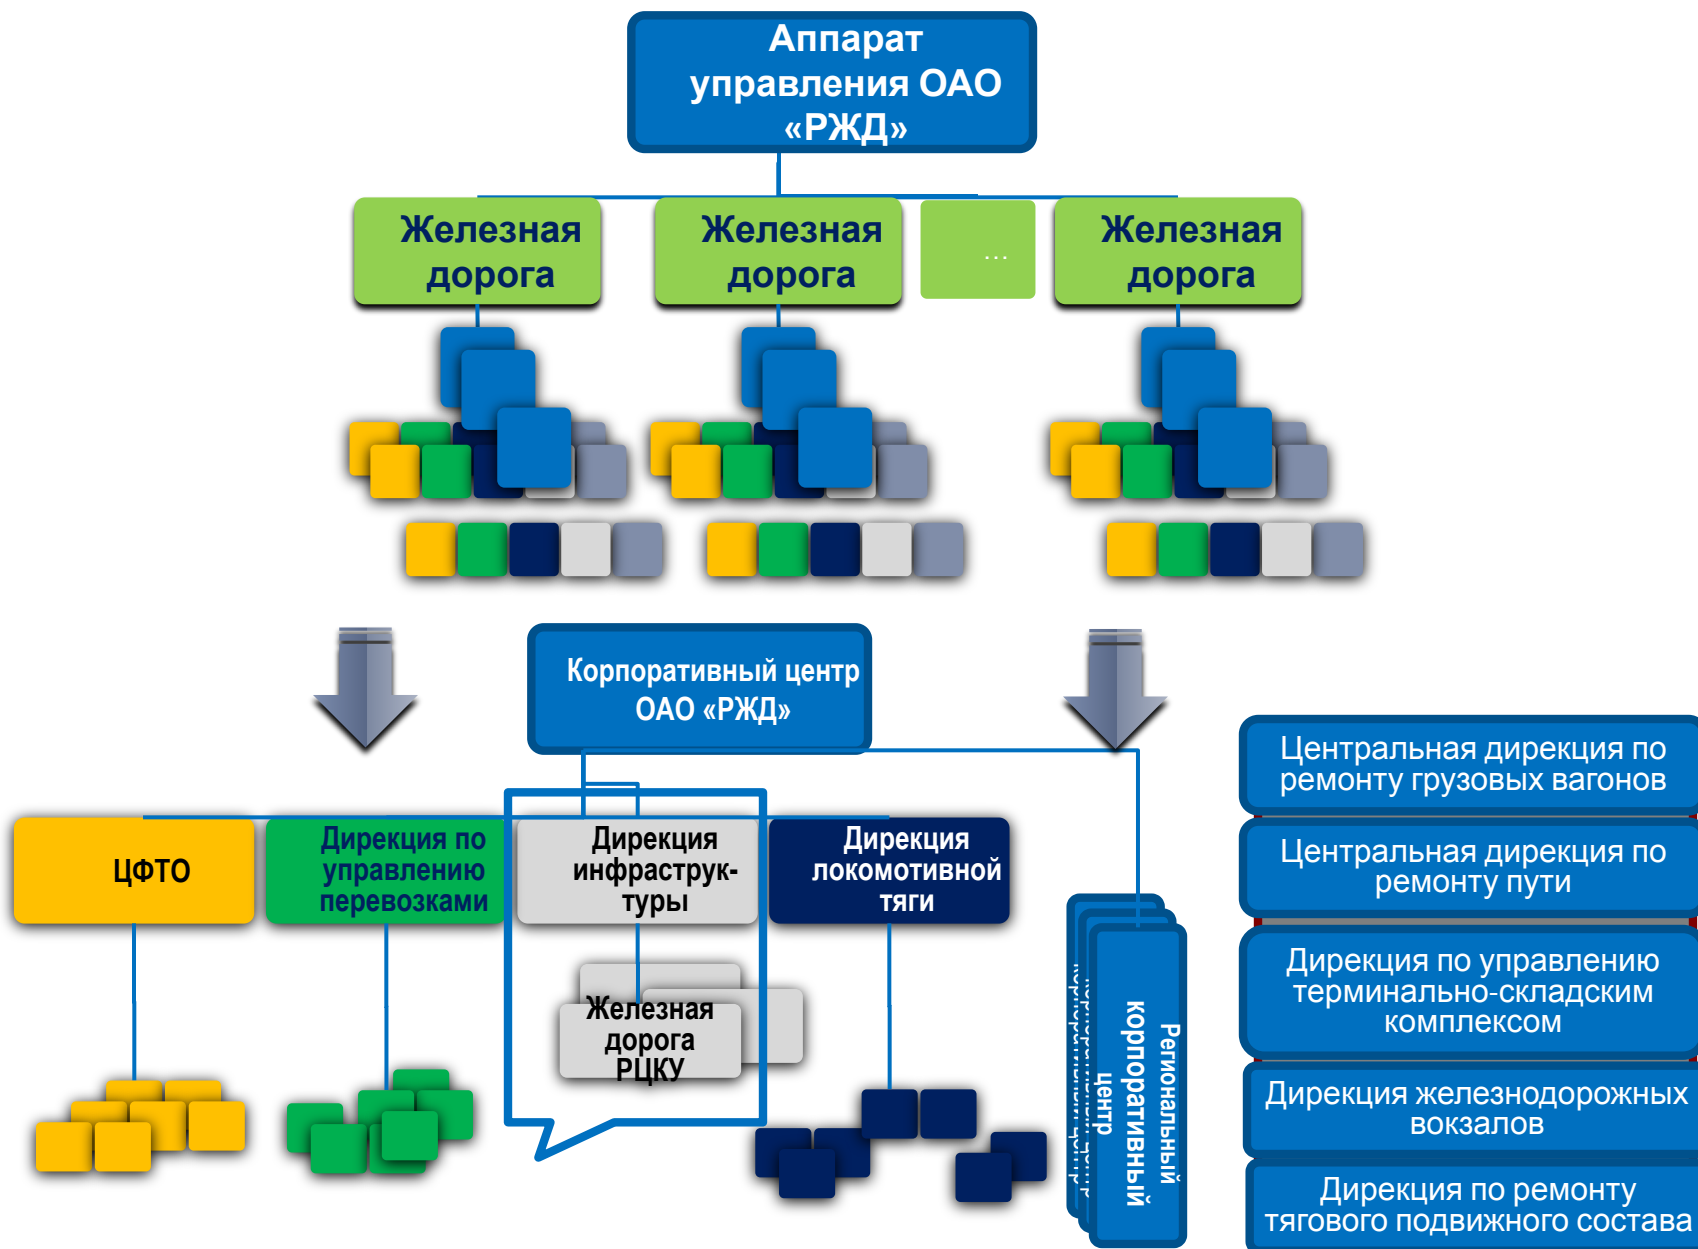 Аппарат
управления ОАО
«РЖД»
Железная
дорога
Железная
дорога
...
Железная
дорога
Корпоративный центр
ОАО «РЖД»
ЦФТО
Дирекция по
управлению
перевозками
Дирекция
инфраструк-
туры
Дирекция
локомотивной
тяги
Железная
дорога
РЦКУ
Региональный
корпоративный
центр
Центральная дирекция по
ремонту грузовых вагонов
Центральная дирекция по
ремонту пути
Дирекция по управлению
терминально-складским
комплексом
Дирекция железнодорожных
вокзалов
Дирекция по ремонту
тягового подвижного состава